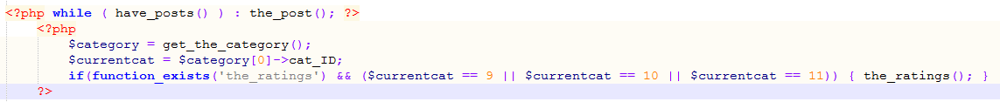 <?php while ( have_posts() ) : the_post(); ?>
<?php
$category = get_the_category();
$currentcat = $category[0]->cat_ID;
if(function_exists('the_ratings') && ($currentcat == 9 || $currentcat == 10 || $currentcat == 11)) { the_ratings(); }
?>